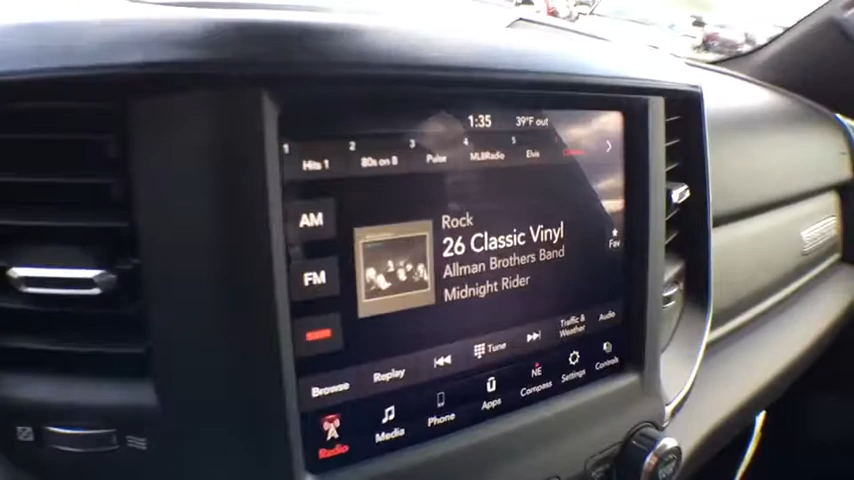 1:35 39°F out
1 2 3 4 5
Hits 1 80s on 8 Pulse MLBRadio Elvis
AM
FM
Rock
26 Classic Vinyl
Allman Brothers Band
Midnight Rider
Fav
Browse Replay Tune Traffic & Weather Audio
Radio Media Phone Apps NE Compass Settings Controls